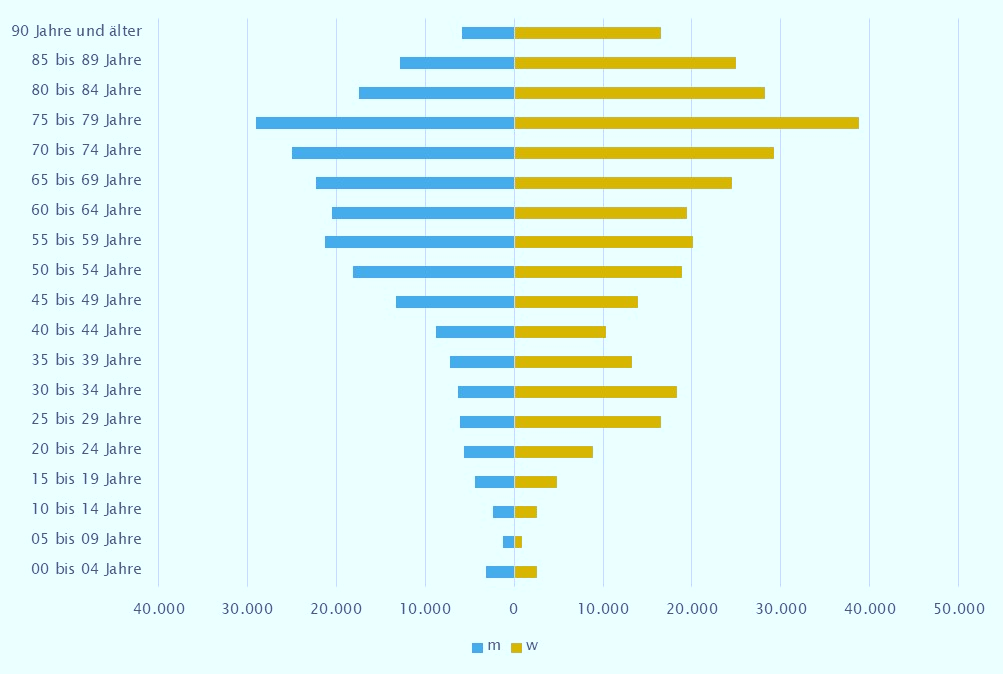 90 Jahre und älter
85 bis 89 Jahre
80 bis 84 Jahre
75 bis 79 Jahre
70 bis 74 Jahre
65 bis 69 Jahre
60 bis 64 Jahre
55 bis 59 Jahre
50 bis 54 Jahre
45 bis 49 Jahre
40 bis 44 Jahre
35 bis 39 Jahre
30 bis 34 Jahre
25 bis 29 Jahre
20 bis 24 Jahre
15 bis 19 Jahre
10 bis 14 Jahre
05 bis 09 Jahre
00 bis 04 Jahre
40.000 30.000 20.000 10.000 0 10.000 20.000 30.000 40.000 50.000
m w